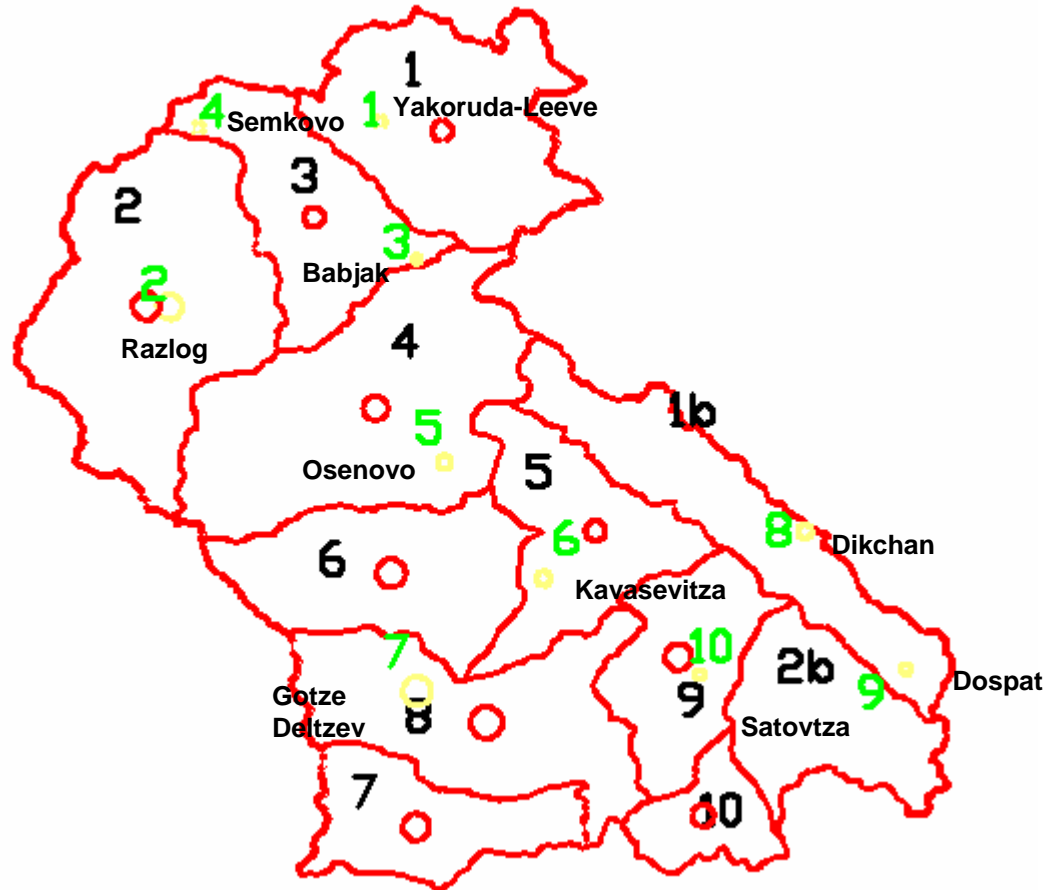 1
4
1
Yakoruda-Leeve
Semkovo
3
2
3
Babjak
2
Razlog
4
1b
5
Osenovo
5
8
Dikchan
6
6
Kavasevitza
7
10
2b
9
Dospat
Gotze
Deltzev
8
9
Satovtza
7
10